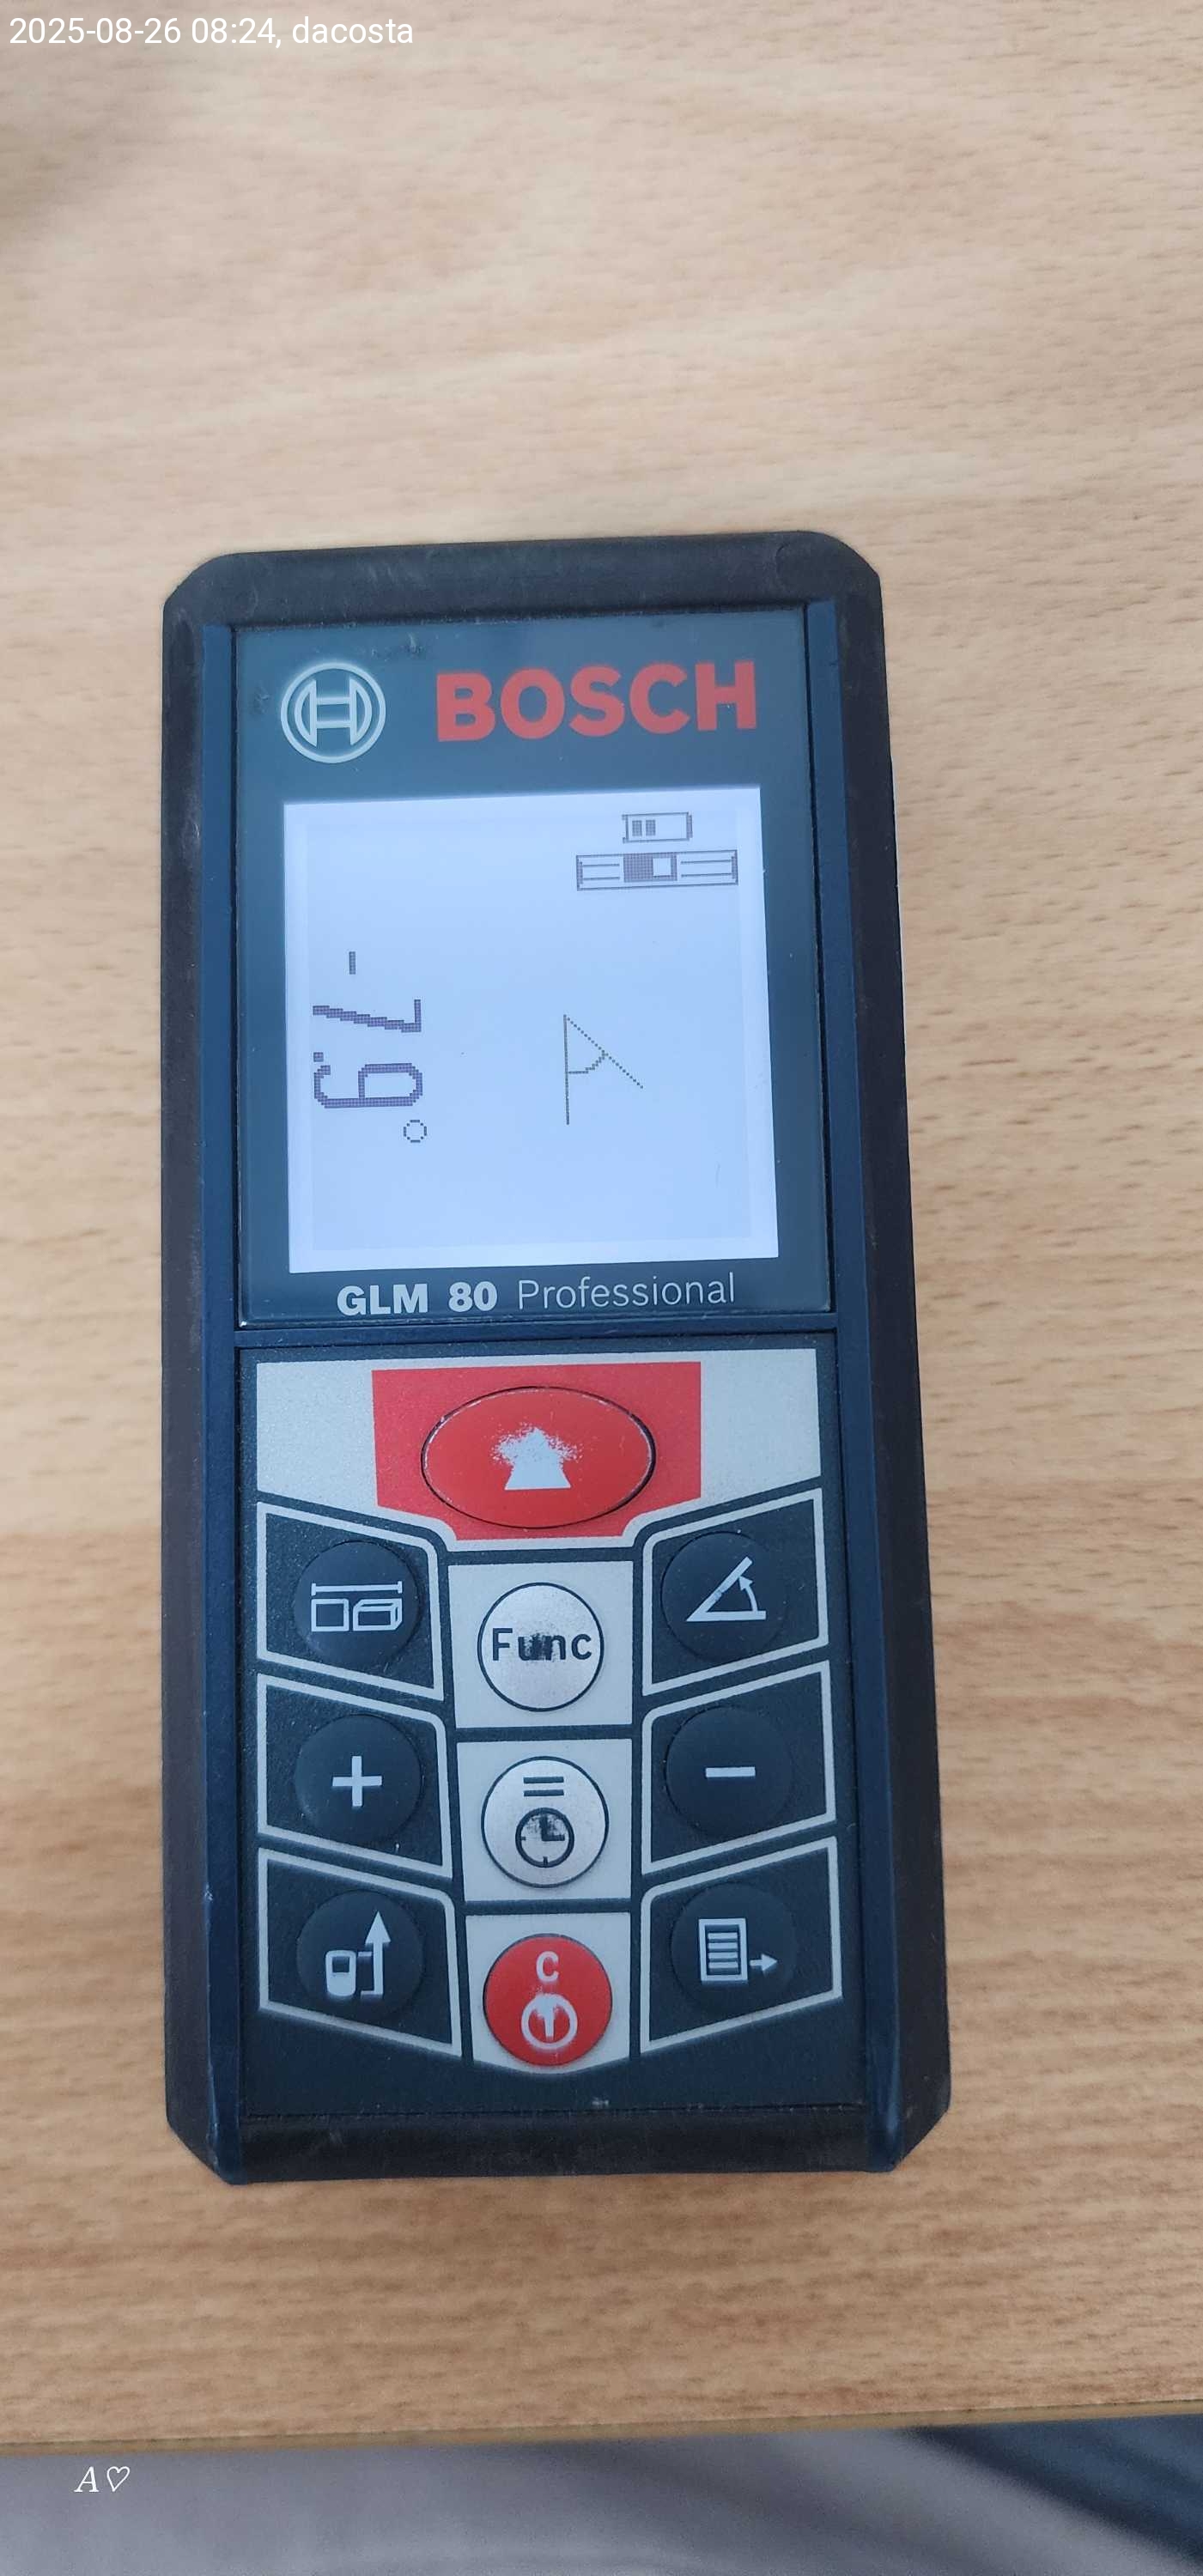 2025-08-26 08:24, dacosta
BOSCH
-7.9°
GLM 80 Professional
Func
+
=
−
C
A♡